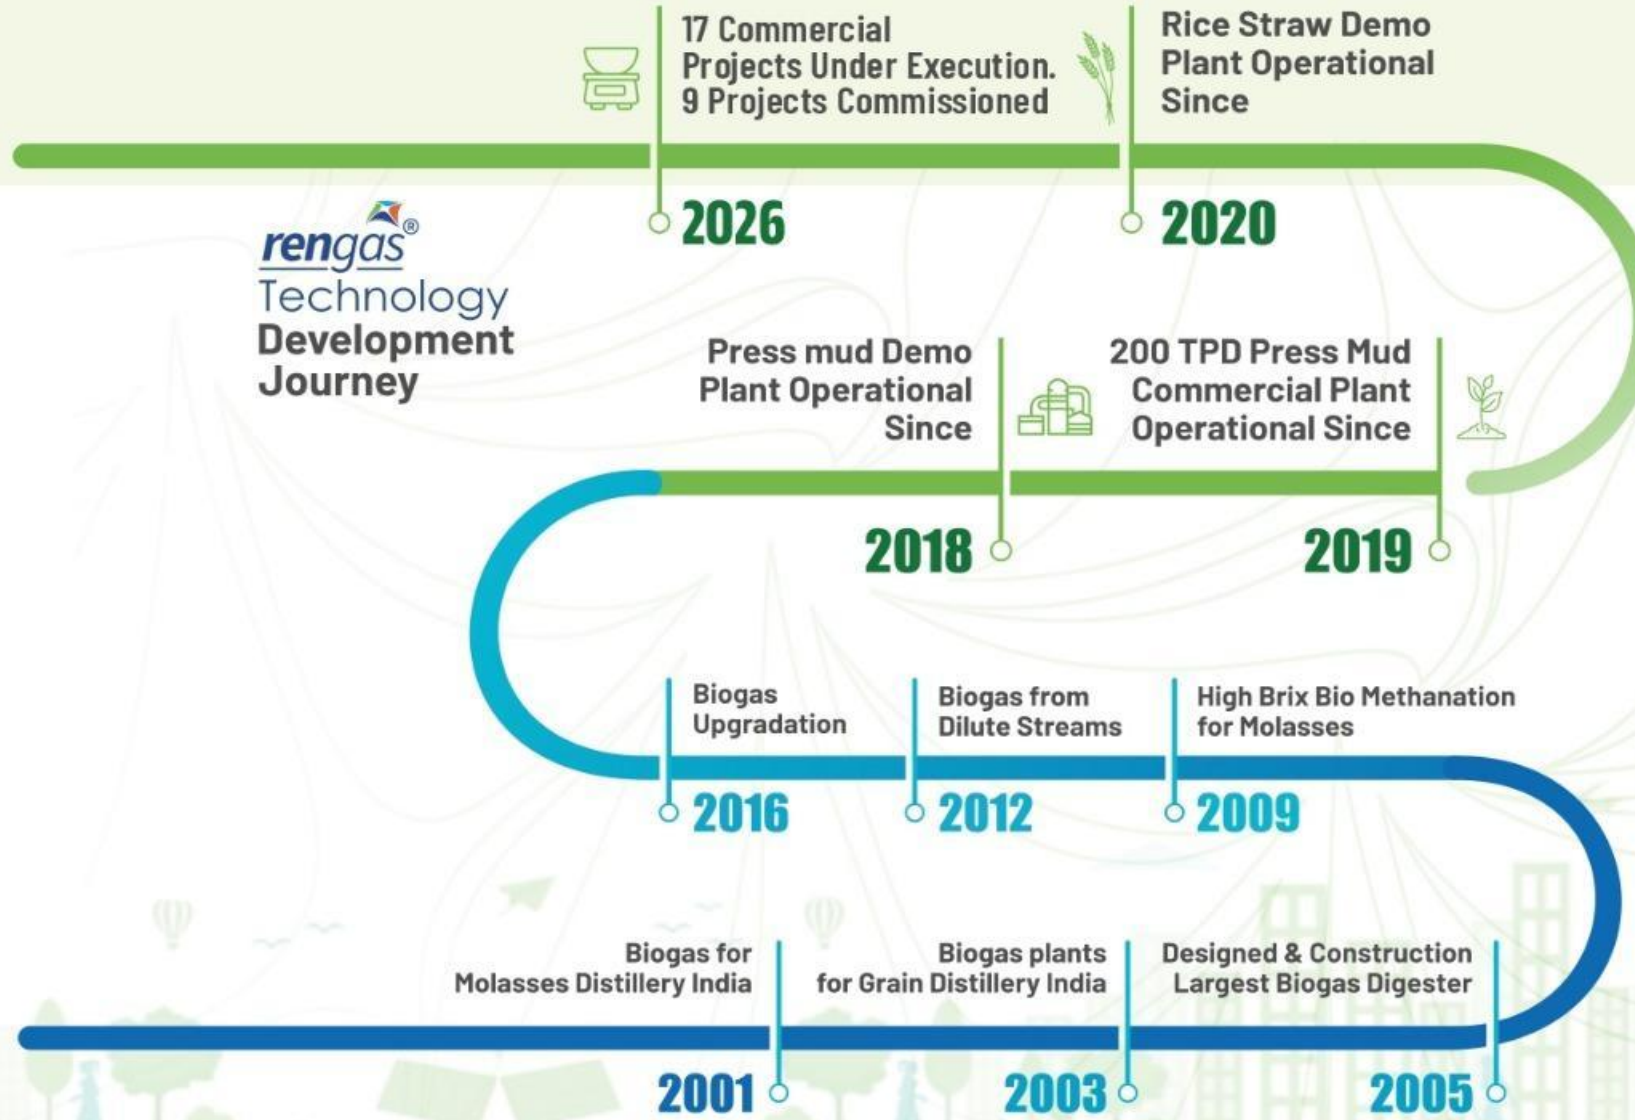 17 Commercial
Projects Under Execution.
9 Projects Commissioned
2026
Rice Straw Demo
Plant Operational
Since
2020
rengas®
Technology
Development
Journey
Press mud Demo
Plant Operational
Since
2018
200 TPD Press Mud
Commercial Plant
Operational Since
2019
Biogas
Upgradation
2016
Biogas from
Dilute Streams
2012
High Brix Bio Methanation
for Molasses
2009
Biogas for
Molasses Distillery India
2001
Biogas plants
for Grain Distillery India
2003
Designed & Construction
Largest Biogas Digester
2005